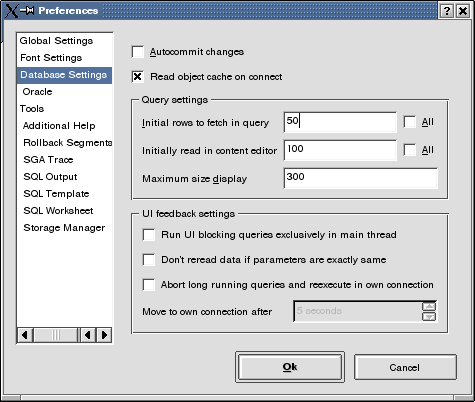 Preferences
Global Settings
Font Settings
Database Settings
Oracle
Tools
Additional Help
Rollback Segments
SGA Trace
SQL Output
SQL Template
SQL Worksheet
Storage Manager
Autocommit changes
Read object cache on connect
Query settings
Initial rows to fetch in query 50 All
Initially read in content editor 100 All
Maximum size display 300
UI feedback settings
Run UI blocking queries exclusively in main thread
Don't reread data if parameters are exactly same
Abort long running queries and reexecute in own connection
Move to own connection after 5 seconds
Ok Cancel